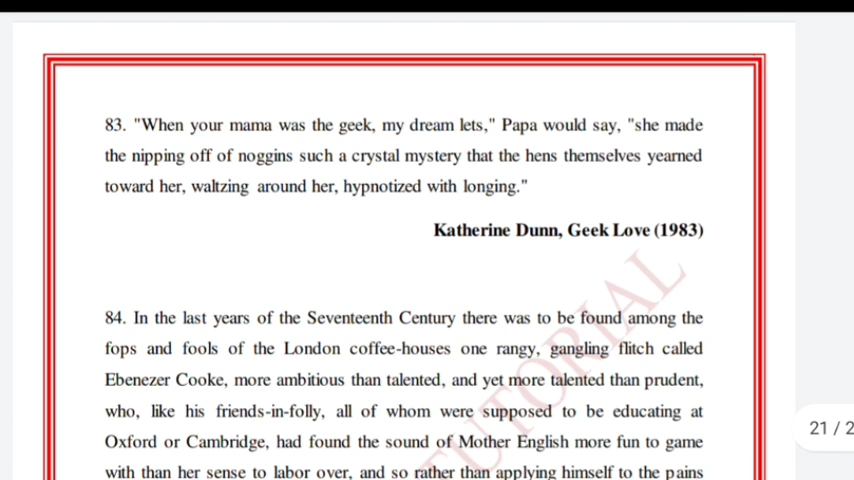 83. "When your mama was the geek, my dream lets," Papa would say, "she made
the nipping off of noggins such a crystal mystery that the hens themselves yearned
toward her, waltzing around her, hypnotized with longing."
Katherine Dunn, Geek Love (1983)
84. In the last years of the Seventeenth Century there was to be found among the
fops and fools of the London coffee-houses one rangy, gangling flitch called
Ebenezer Cooke, more ambitious than talented, and yet more talented than prudent,
who, like his friends-in-folly, all of whom were supposed to be educating at
Oxford or Cambridge, had found the sound of Mother English more fun to game
21 / 2
with than her sense to labor over, and so rather than applying himself to the pains
TUTORIAL